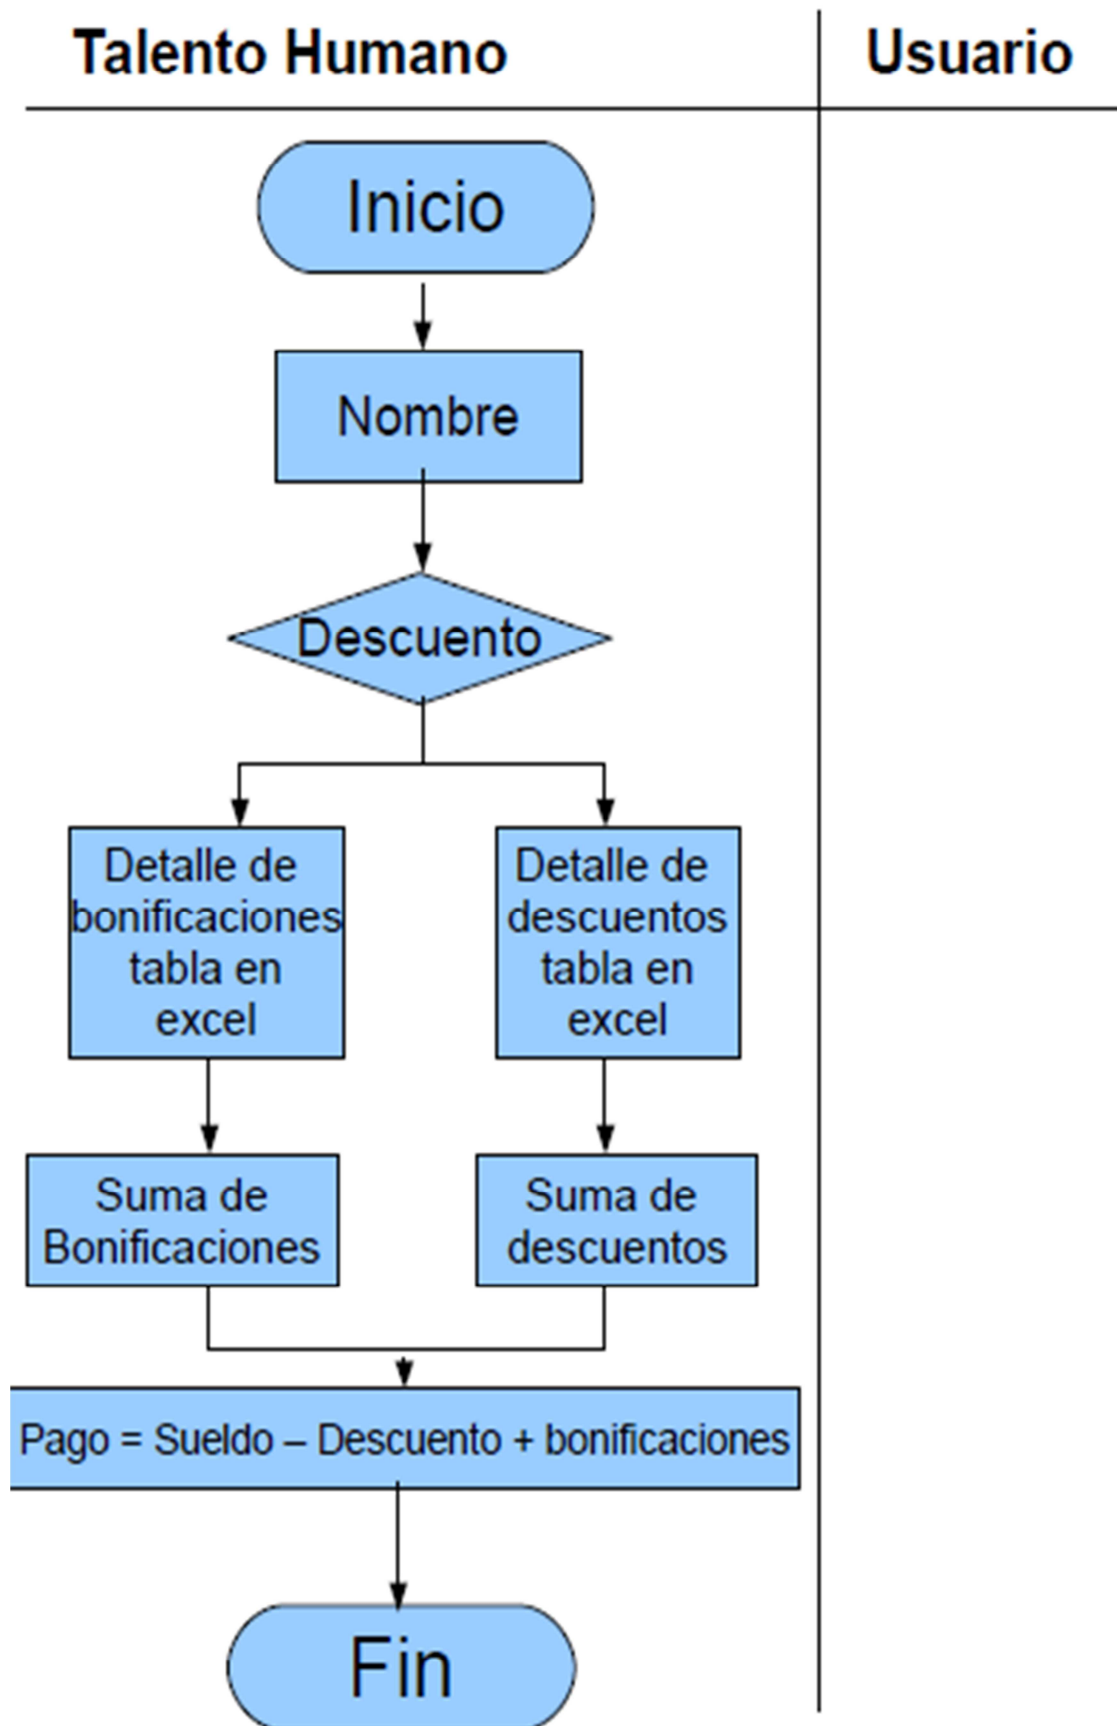 Talento Humano
Usuario
Inicio
Nombre
Descuento
Detalle de
bonificaciones
tabla en
excel
Detalle de
descuentos
tabla en
excel
Suma de
Bonificaciones
Suma de
descuentos
Pago = Sueldo – Descuento + bonificaciones
Fin